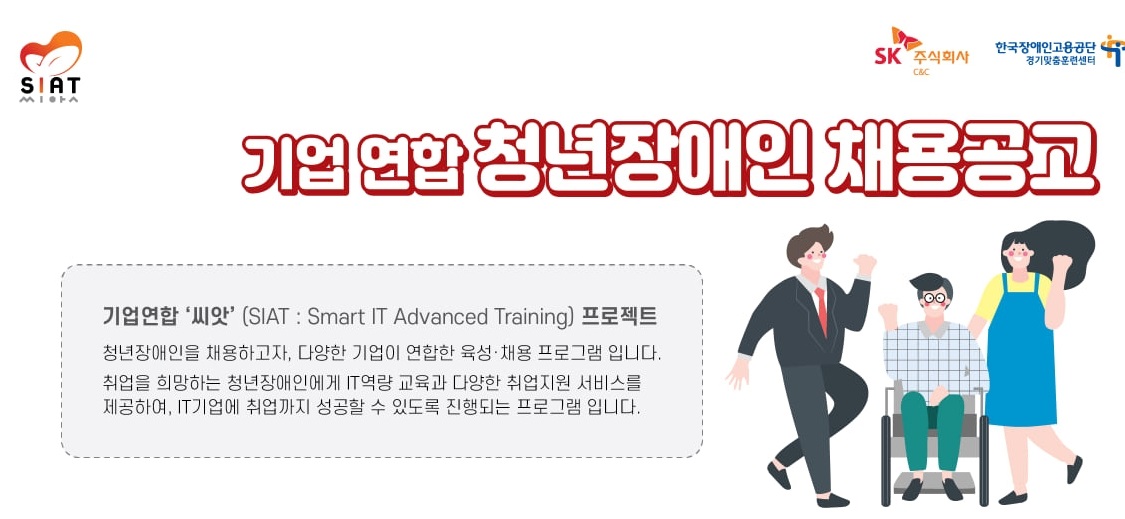 SIAT
씨앗
SK 주식회사
C&C
한국장애인고용공단
경기맞춤훈련센터
기업 연합 청년장애인 채용공고
기업연합 ‘씨앗’ (SIAT : Smart IT Advanced Training) 프로젝트
청년장애인을 채용하고자, 다양한 기업이 연합한 육성·채용 프로그램 입니다.
취업을 희망하는 청년장애인에게 IT역량 교육과 다양한 취업지원 서비스를
제공하여, IT기업에 취업까지 성공할 수 있도록 진행되는 프로그램 입니다.